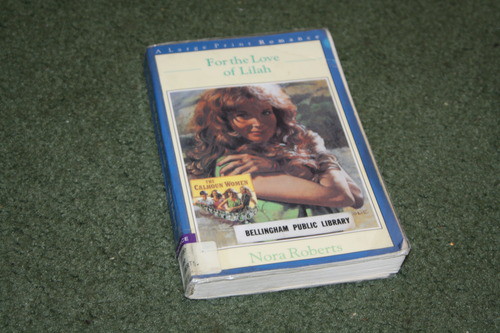 A Large Print Romance
For the Love
of Lilah
THE
CALHOUN WOMEN
BELLINGHAM PUBLIC LIBRARY
Nora Roberts